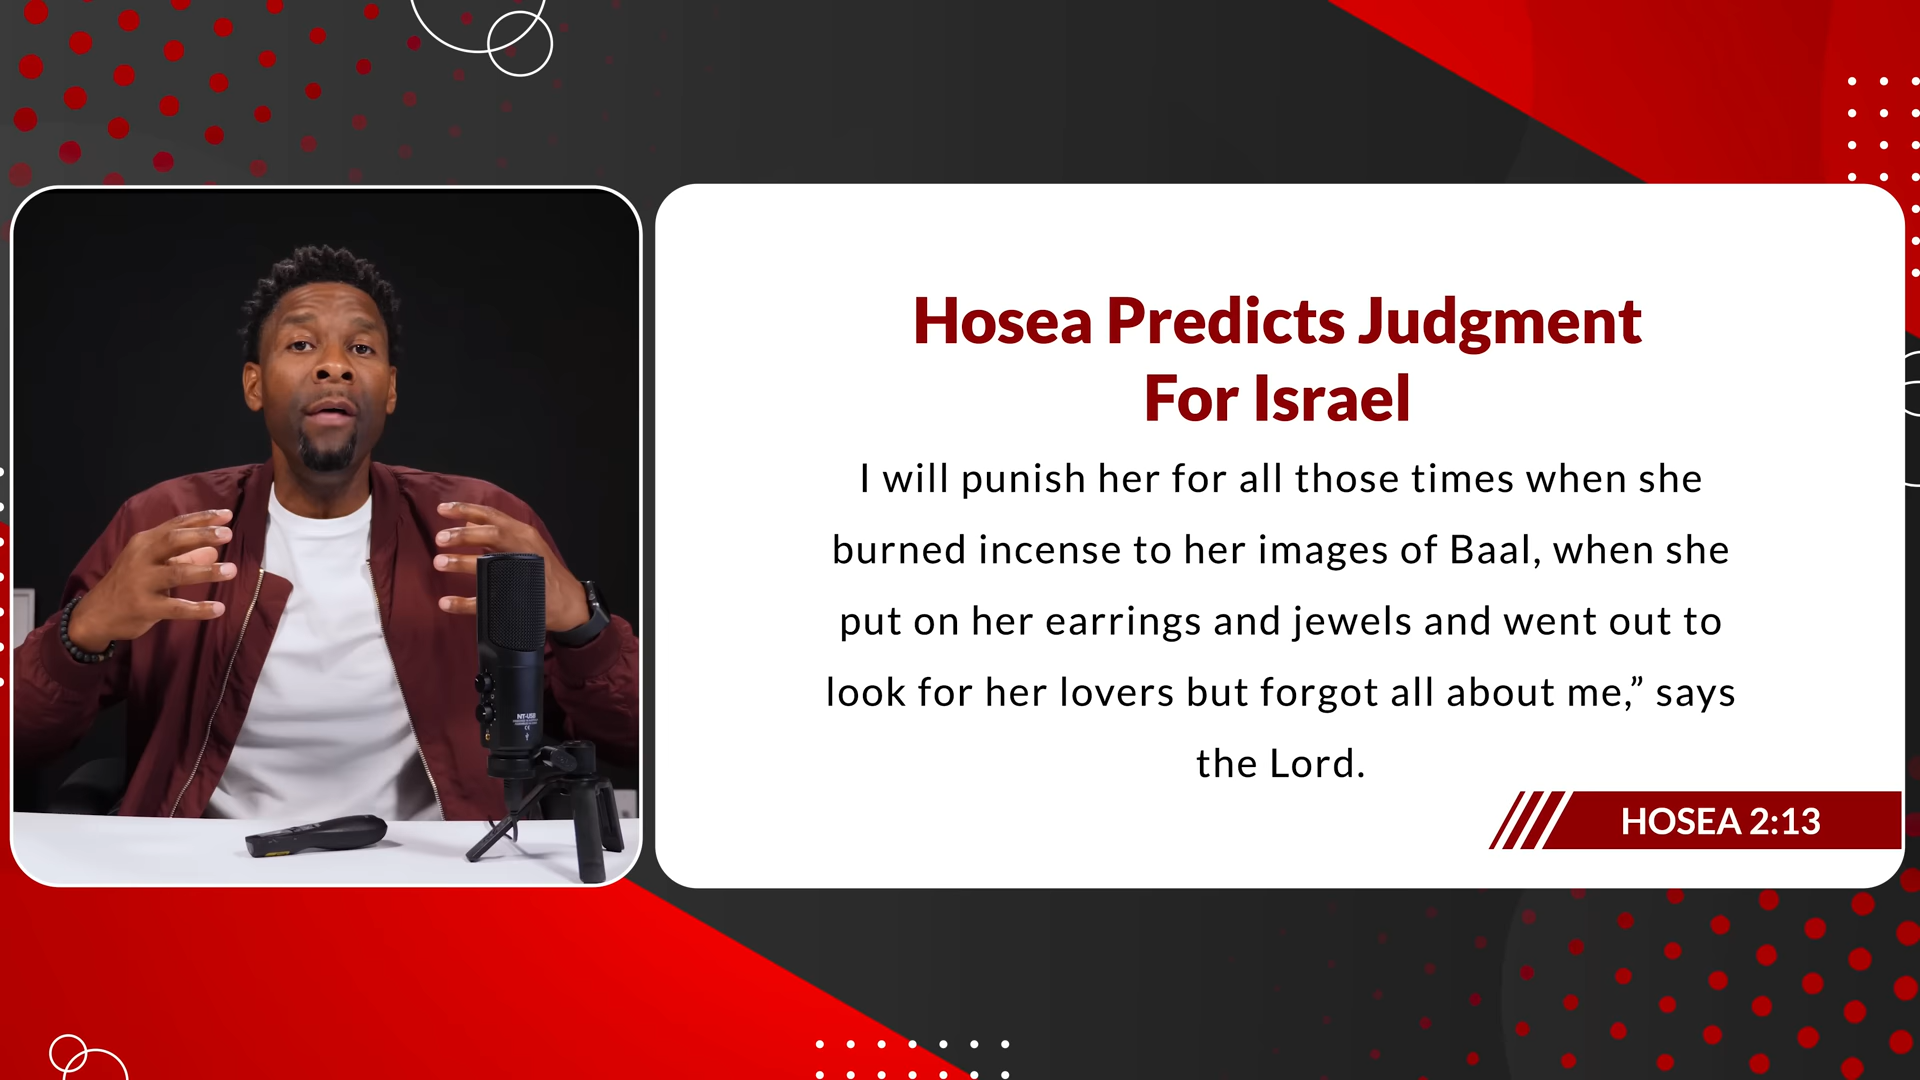 Hosea Predicts Judgment
For Israel
I will punish her for all those times when she
burned incense to her images of Baal, when she
put on her earrings and jewels and went out to
look for her lovers but forgot all about me,” says
the Lord.
HOSEA 2:13
NT-USB